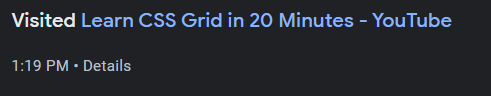 Visited Learn CSS Grid in 20 Minutes - YouTube
1:19 PM • Details